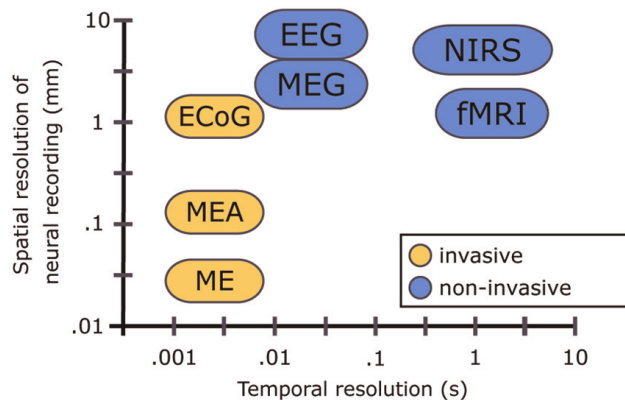 Spatial resolution of
neural recording (mm)
10
1
.1
.01
EEG
MEG
NIRS
fMRI
ECoG
MEA
ME
invasive
non-invasive
.001 .01 .1 1 10
Temporal resolution (s)